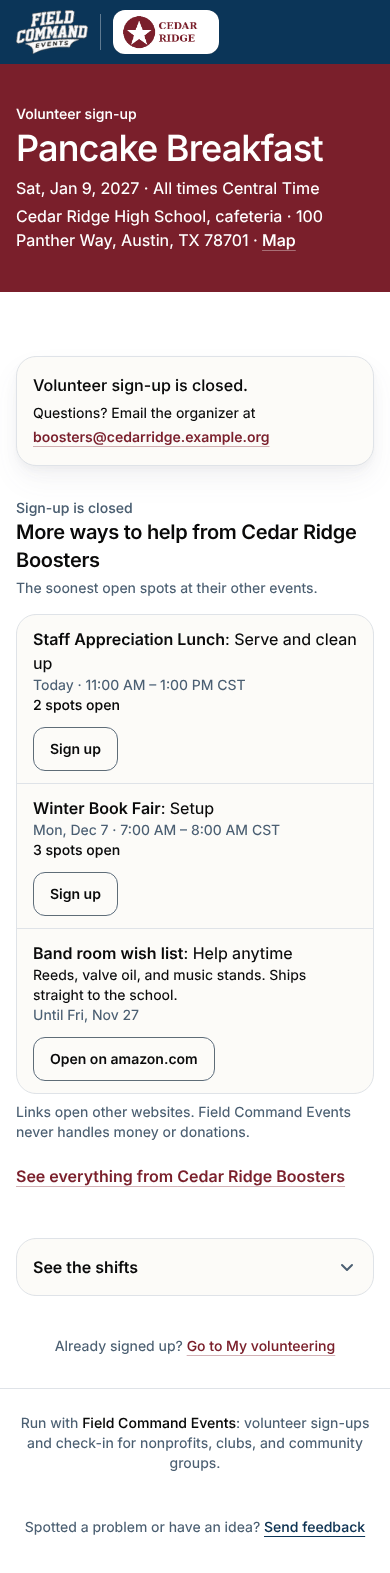 FIELD
COMMAND
EVENTS
CEDAR
RIDGE
Volunteer sign-up
Pancake Breakfast
Sat, Jan 9, 2027 · All times Central Time
Cedar Ridge High School, cafeteria · 100
Panther Way, Austin, TX 78701 · Map
Volunteer sign-up is closed.
Questions? Email the organizer at
boosters@cedarridge.example.org
Sign-up is closed
More ways to help from Cedar Ridge
Boosters
The soonest open spots at their other events.
Staff Appreciation Lunch: Serve and clean
up
Today · 11:00 AM – 1:00 PM CST
2 spots open
Sign up
Winter Book Fair: Setup
Mon, Dec 7 · 7:00 AM – 8:00 AM CST
3 spots open
Sign up
Band room wish list: Help anytime
Reeds, valve oil, and music stands. Ships
straight to the school.
Until Fri, Nov 27
Open on amazon.com
Links open other websites. Field Command Events
never handles money or donations.
See everything from Cedar Ridge Boosters
See the shifts
Already signed up? Go to My volunteering
Run with Field Command Events: volunteer sign-ups
and check-in for nonprofits, clubs, and community
groups.
Spotted a problem or have an idea? Send feedback